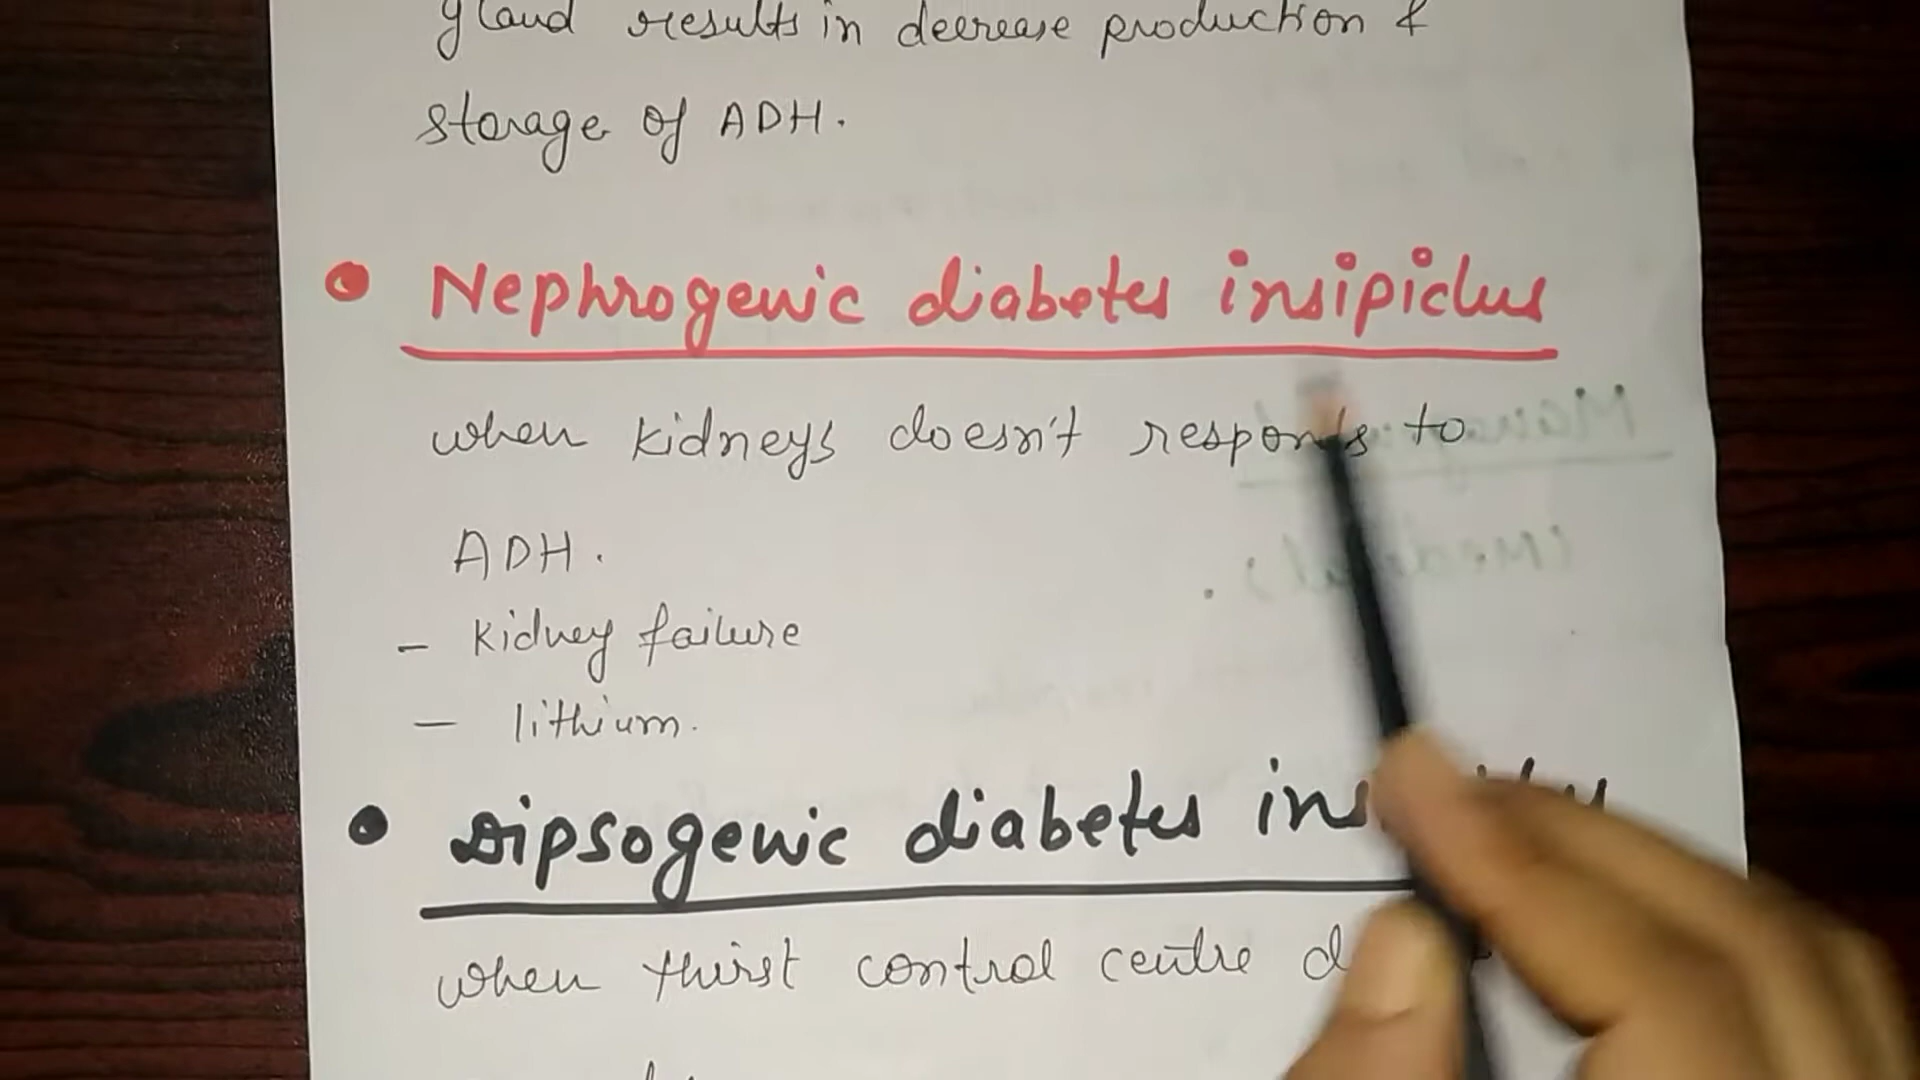 gland results in decrease production &
storage of ADH.
• Nephrogenic diabetes insipidus
when kidneys doesn't responds to
ADH.
- kidney failure
- lithium.
• Dipsogenic diabetes
when thirst control centre